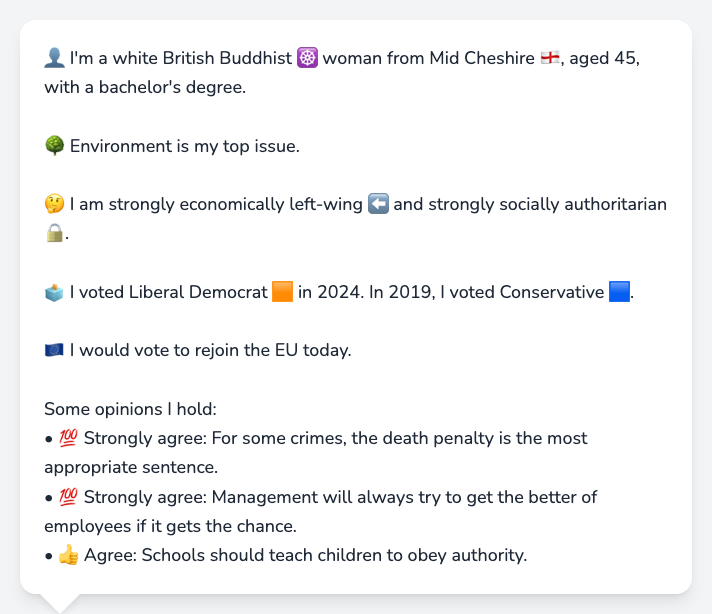 👤 I'm a white British Buddhist ☸️ woman from Mid Cheshire 🏴󠁧󠁢󠁥󠁮󠁧󠁿, aged 45,
with a bachelor's degree.
🌳 Environment is my top issue.
🤔 I am strongly economically left-wing ⬅️ and strongly socially authoritarian
🔒.
🗳️ I voted Liberal Democrat 🟧 in 2024. In 2019, I voted Conservative 🟦.
🇪🇺 I would vote to rejoin the EU today.
Some opinions I hold:
• 💯 Strongly agree: For some crimes, the death penalty is the most
appropriate sentence.
• 💯 Strongly agree: Management will always try to get the better of
employees if it gets the chance.
• 👍 Agree: Schools should teach children to obey authority.